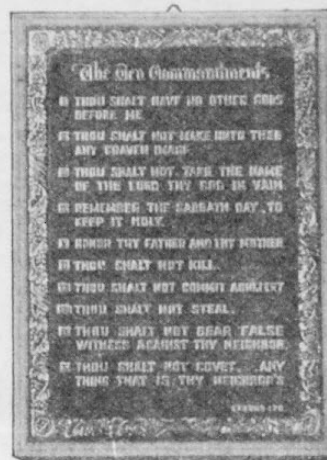 The Ten Commandments
THOU SHALT HAVE NO OTHER GODS
BEFORE ME
THOU SHALT NOT MAKE UNTO THEE
ANY GRAVEN IMAGE
THOU SHALT NOT TAKE THE NAME
OF THE LORD THY GOD IN VAIN
REMEMBER THE SABBATH DAY, TO
KEEP IT HOLY.
HONOR THY FATHER AND THY MOTHER
THOU SHALT NOT KILL.
THOU SHALT NOT COMMIT ADULTERY
THOU SHALT NOT STEAL.
THOU SHALT NOT BEAR FALSE
WITNESS AGAINST THY NEIGHBOR
THOU SHALT NOT COVET...ANY
THING THAT IS THY NEIGHBOR'S
EXODUS